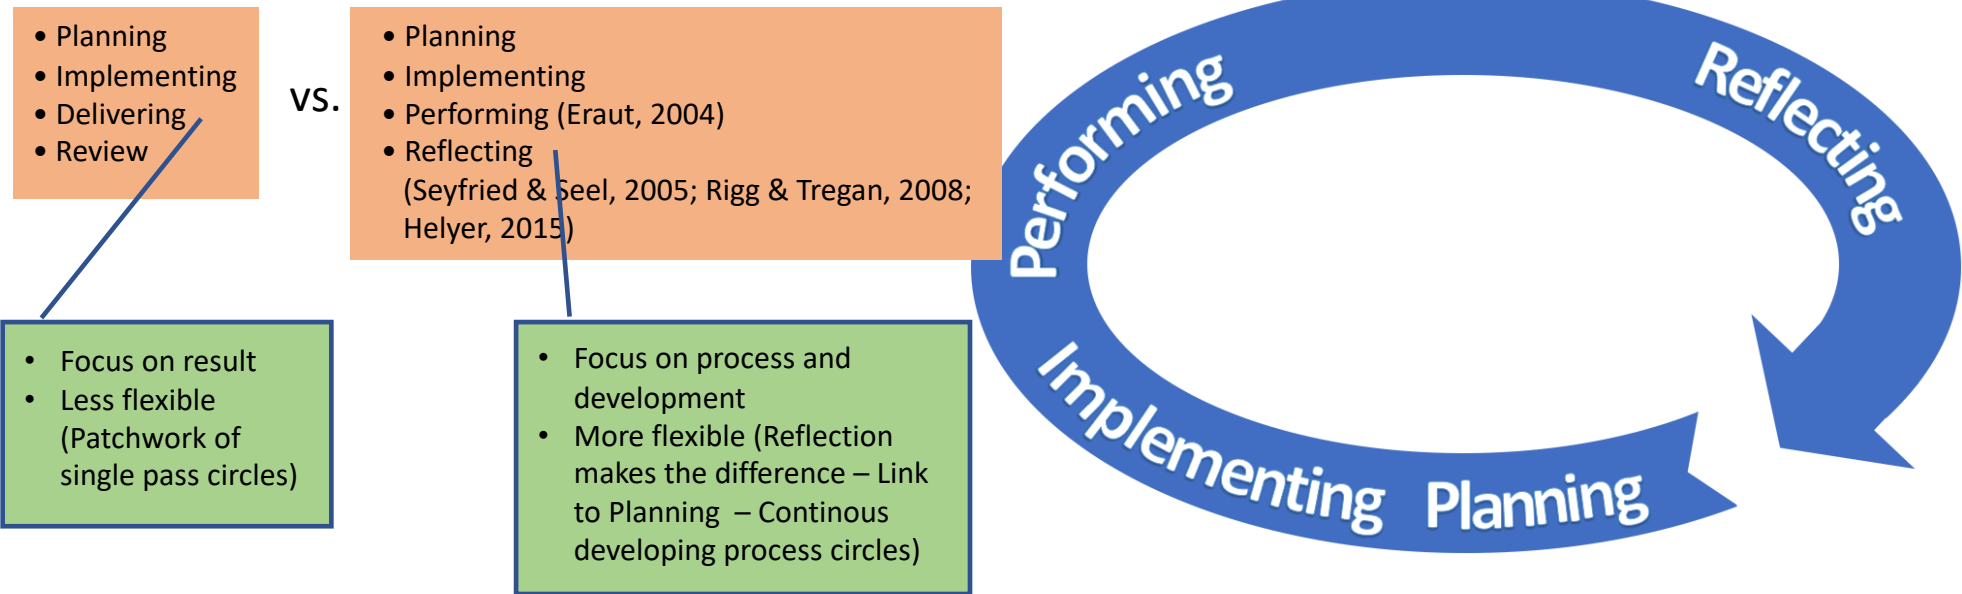 • Planning
• Implementing
• Delivering
• Review
vs.
• Planning
• Implementing
• Performing (Eraut, 2004)
• Reflecting
(Seyfried & Seel, 2005; Rigg & Tregan, 2008;
Helyer, 2015)
• Focus on result
• Less flexible
(Patchwork of
single pass circles)
• Focus on process and
development
• More flexible (Reflection
makes the difference – Link
to Planning – Continous
developing process circles)
Performing
Reflecting
Implementing
Planning